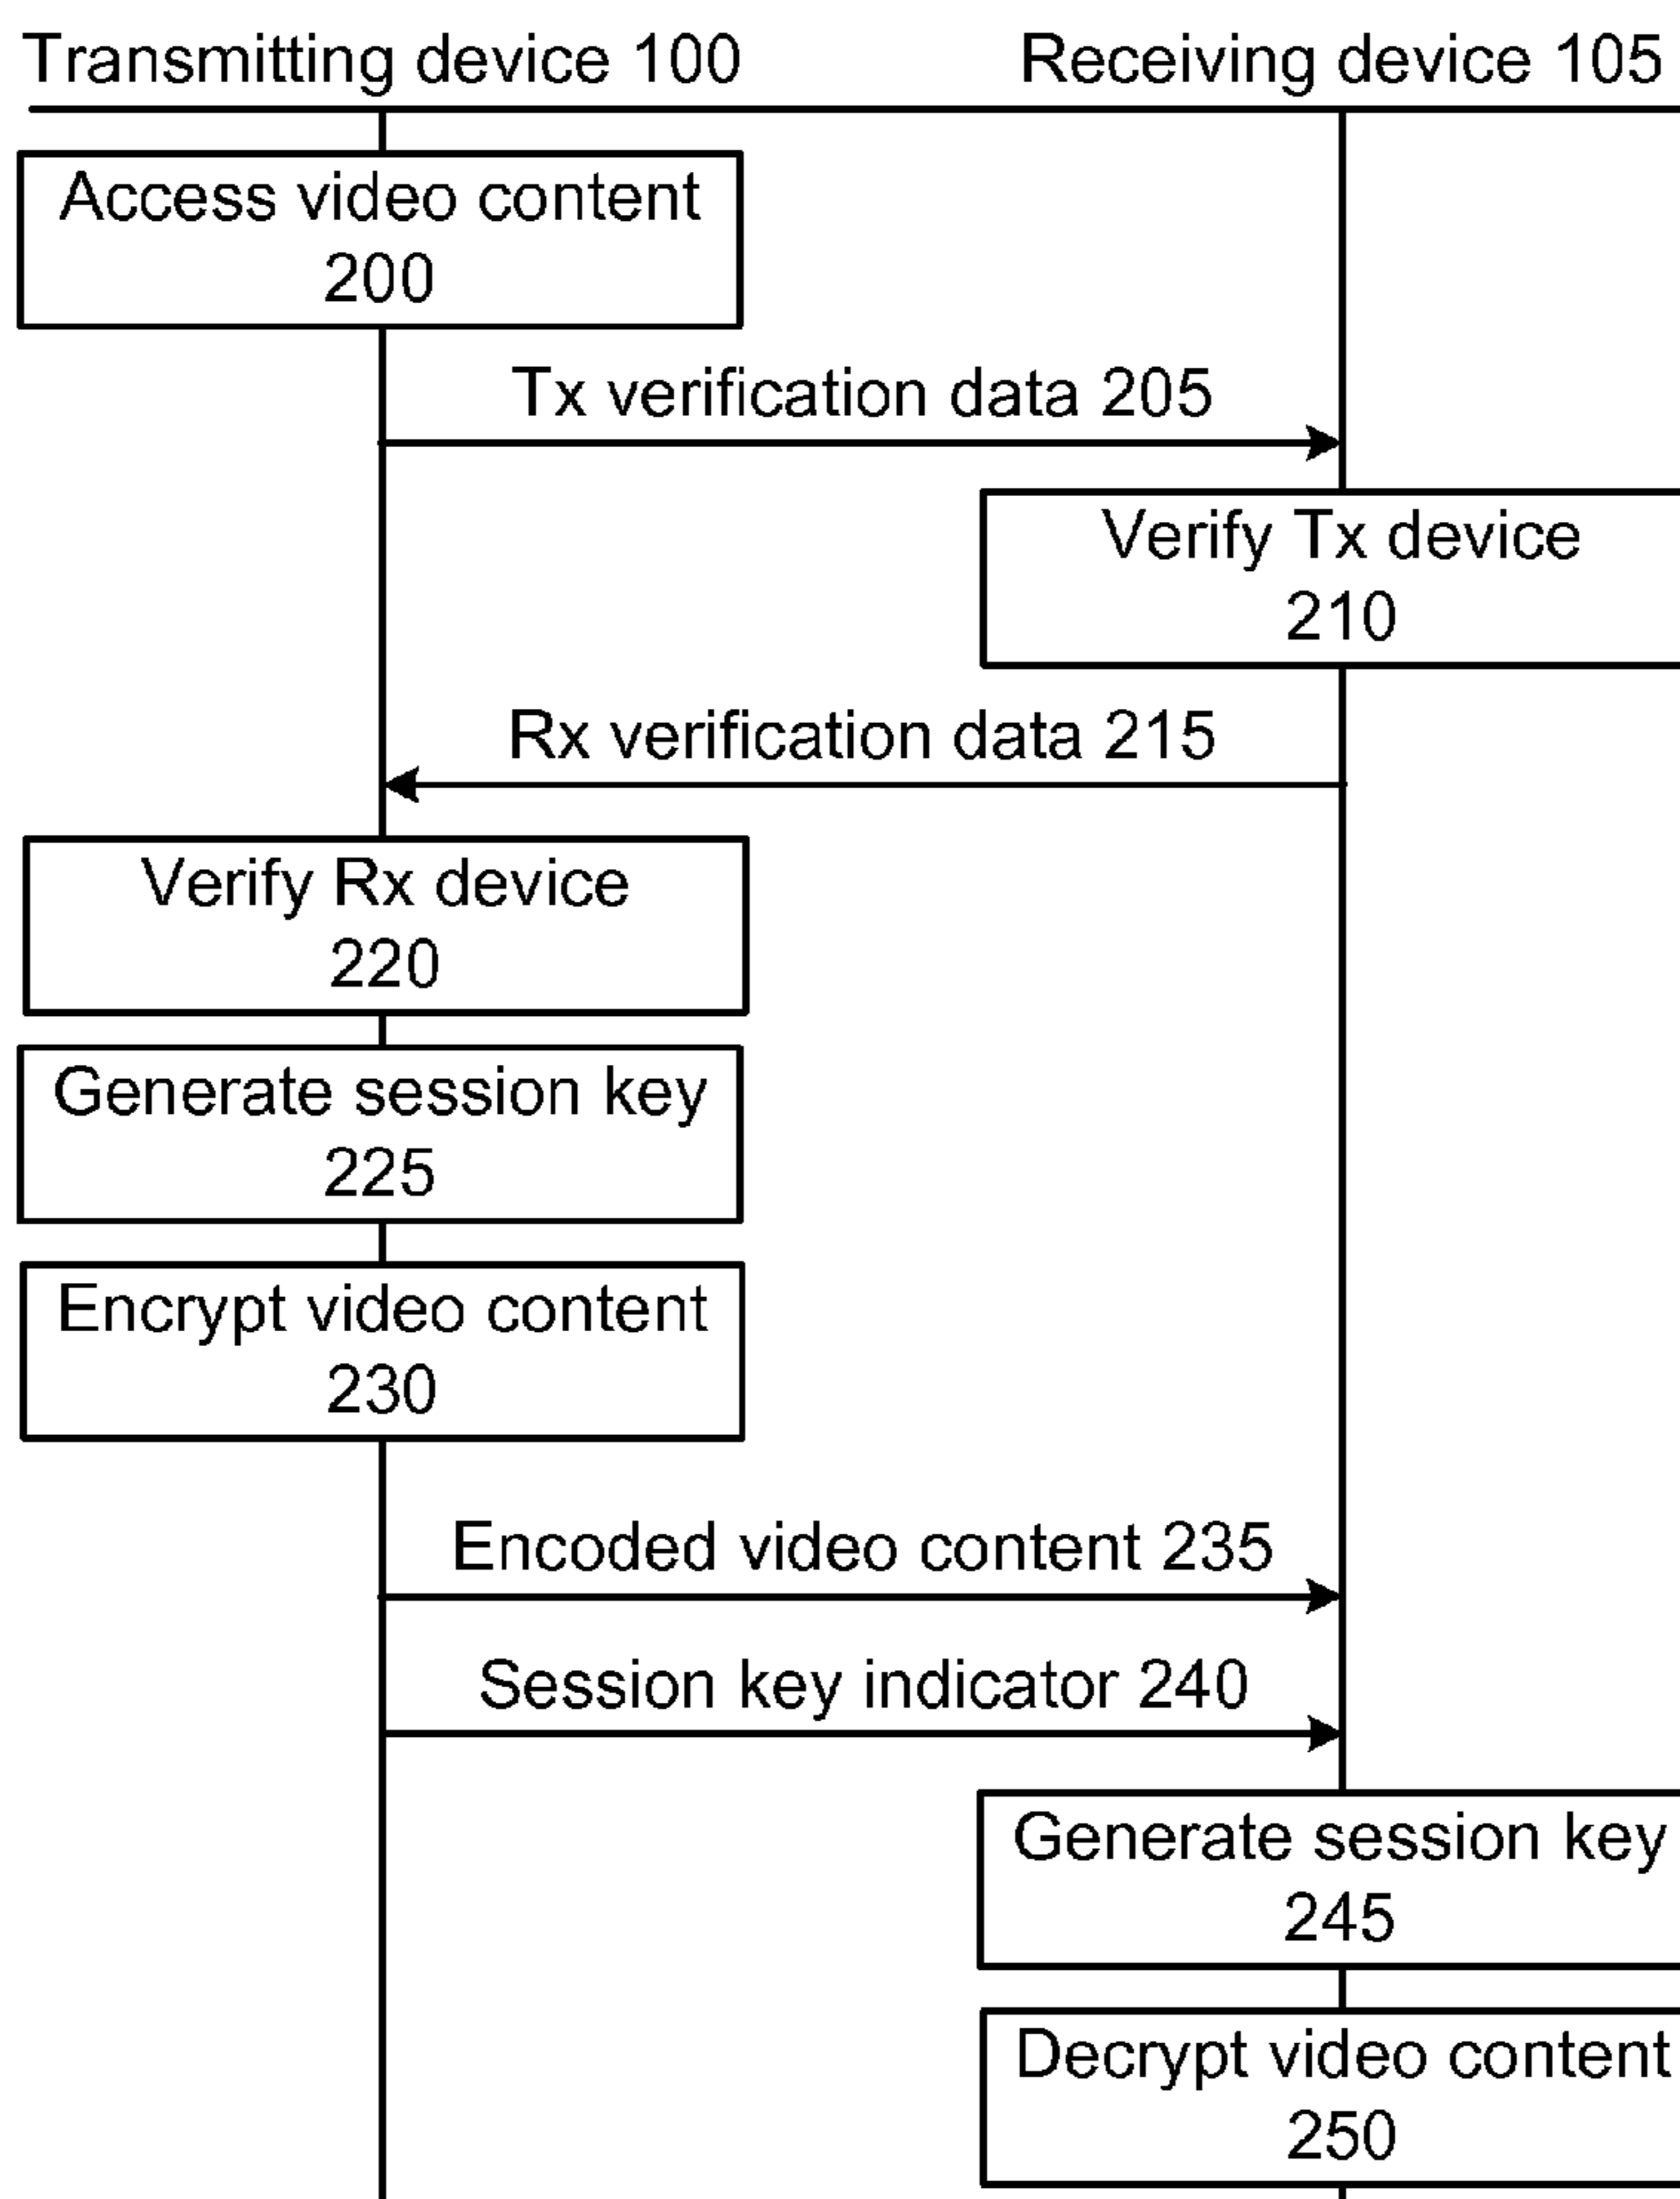 Transmitting device 100
Receiving device 105
Access video content
200
Tx verification data 205
Verify Tx device
210
Rx verification data 215
Verify Rx device
220
Generate session key
225
Encrypt video content
230
Encoded video content 235
Session key indicator 240
Generate session key
245
Decrypt video content
250